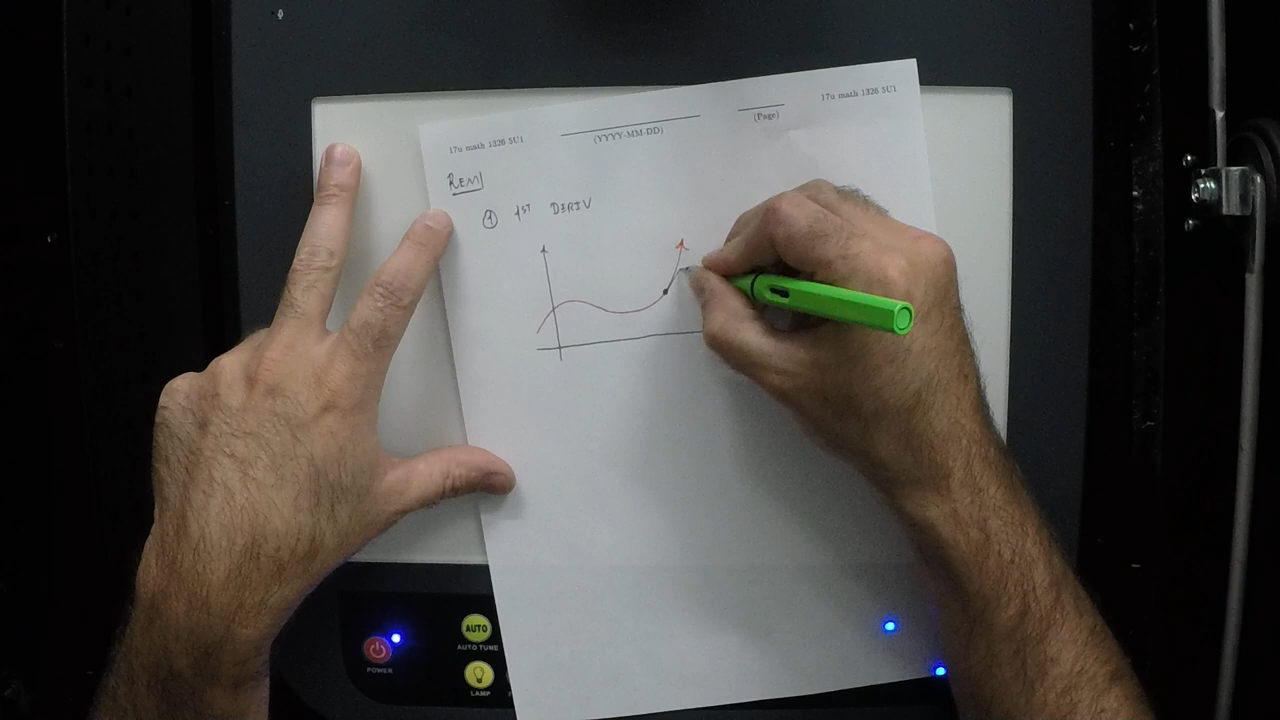 17u math 1326 5U1
(YYYY-MM-DD)
(Page)
17u math 1326 5U1
REM
1 1ST DERIV
POWER
AUTO
AUTO TUNE
LAMP